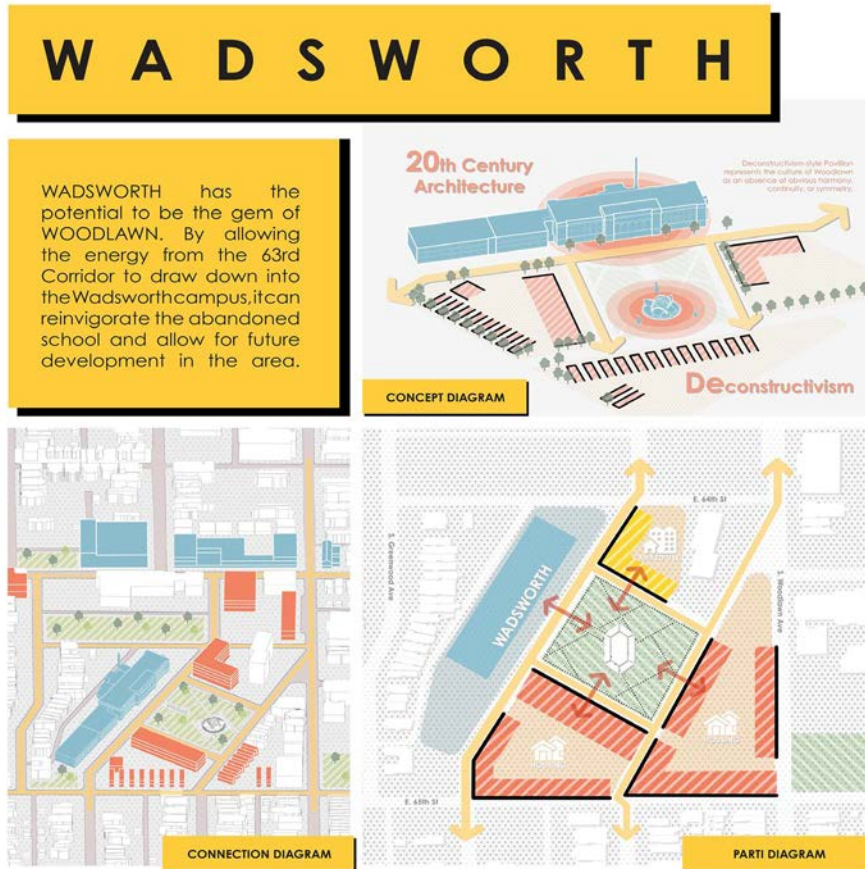 WADSWORTH
WADSWORTH has the
potential to be the gem of
WOODLAWN. By allowing
the energy from the 63rd
Corridor to draw down into
theWadsworthcampus,itcan
reinvigorate the abandoned
school and allow for future
development in the area.
20th Century
Architecture
Deconstructivism-style Pavillion
represents the culture of Woodlawn
as an absence of obvious harmony,
continuity, or symmetry.
Deconstructivism
CONCEPT DIAGRAM
CONNECTION DIAGRAM
E. 64th St
S. Greenwood Ave
WADSWORTH
S. Woodlawn Ave
E. 65th St
PARTI DIAGRAM